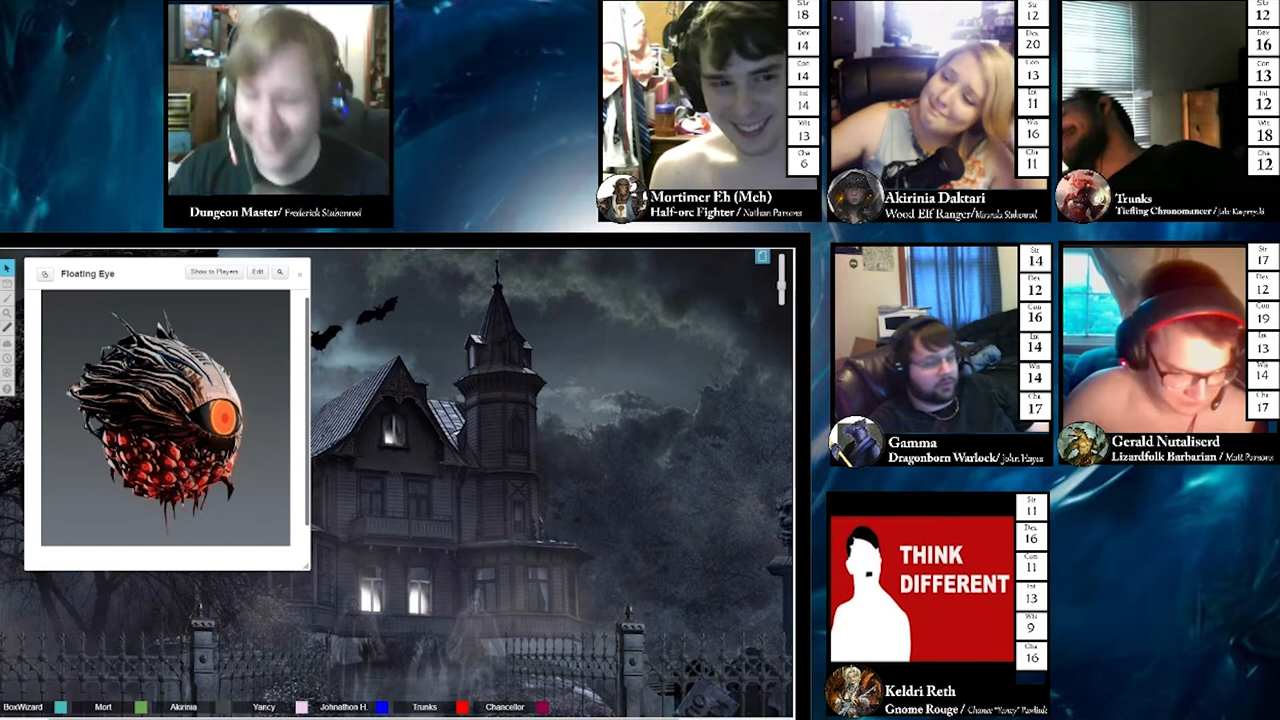 Dungeon Master/ Frederick Stubenrod
Str
18
Dex
14
Con
14
Int
14
Wis
13
Cha
6
Mortimer Eh (Meh)
Half-orc Fighter / Nathan Parsons
Str
12
Dex
20
Con
13
Int
11
Wis
16
Cha
11
Akirinia Daktari
Wood Elf Ranger/ Miranda Stubenrod
Str
12
Dex
16
Con
13
Int
12
Wis
18
Cha
12
Trunks
Tiefling Chronomancer / Jake
Floating Eye
Show to Players
Edit
Str
14
Dex
12
Con
16
Int
14
Wis
14
Cha
17
Gamma
Dragonborn Warlock/ John Hayes
Str
17
Dex
12
Con
19
Int
13
Wis
14
Cha
17
Gerald Nutaliserd
Lizardfolk Barbarian / Matt Parsons
THINK
DIFFERENT
Str
11
Dex
16
Con
11
Int
13
Wis
9
Cha
16
Keldri Reth
Gnome Rouge / Chance "Yancy"
BoxWizard Mort Akirinia Yancy Johnathon H. Trunks Chancellor